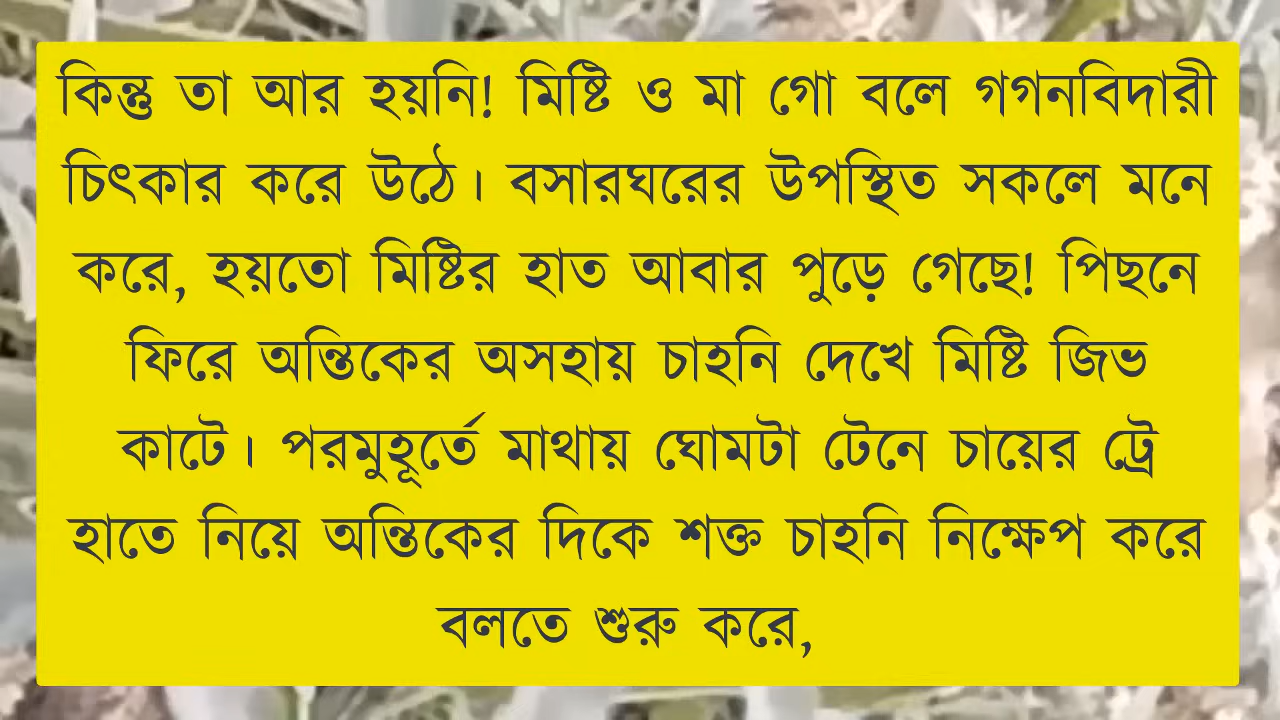 কিন্তু তা আর হয়নি! মিষ্টি ও মা গো বলে গগনবিদারী
চিৎকার করে উঠে। বসারঘরের উপস্থিত সকলে মনে
করে, হয়তো মিষ্টির হাত আবার পুড়ে গেছে! পিছনে
ফিরে অন্তিকের অসহায় চাহনি দেখে মিষ্টি জিভ
কাটে। পরমুহূর্তে মাথায় ঘোমটা টেনে চায়ের ট্রে
হাতে নিয়ে অন্তিকের দিকে শক্ত চাহনি নিক্ষেপ করে
বলতে শুরু করে,